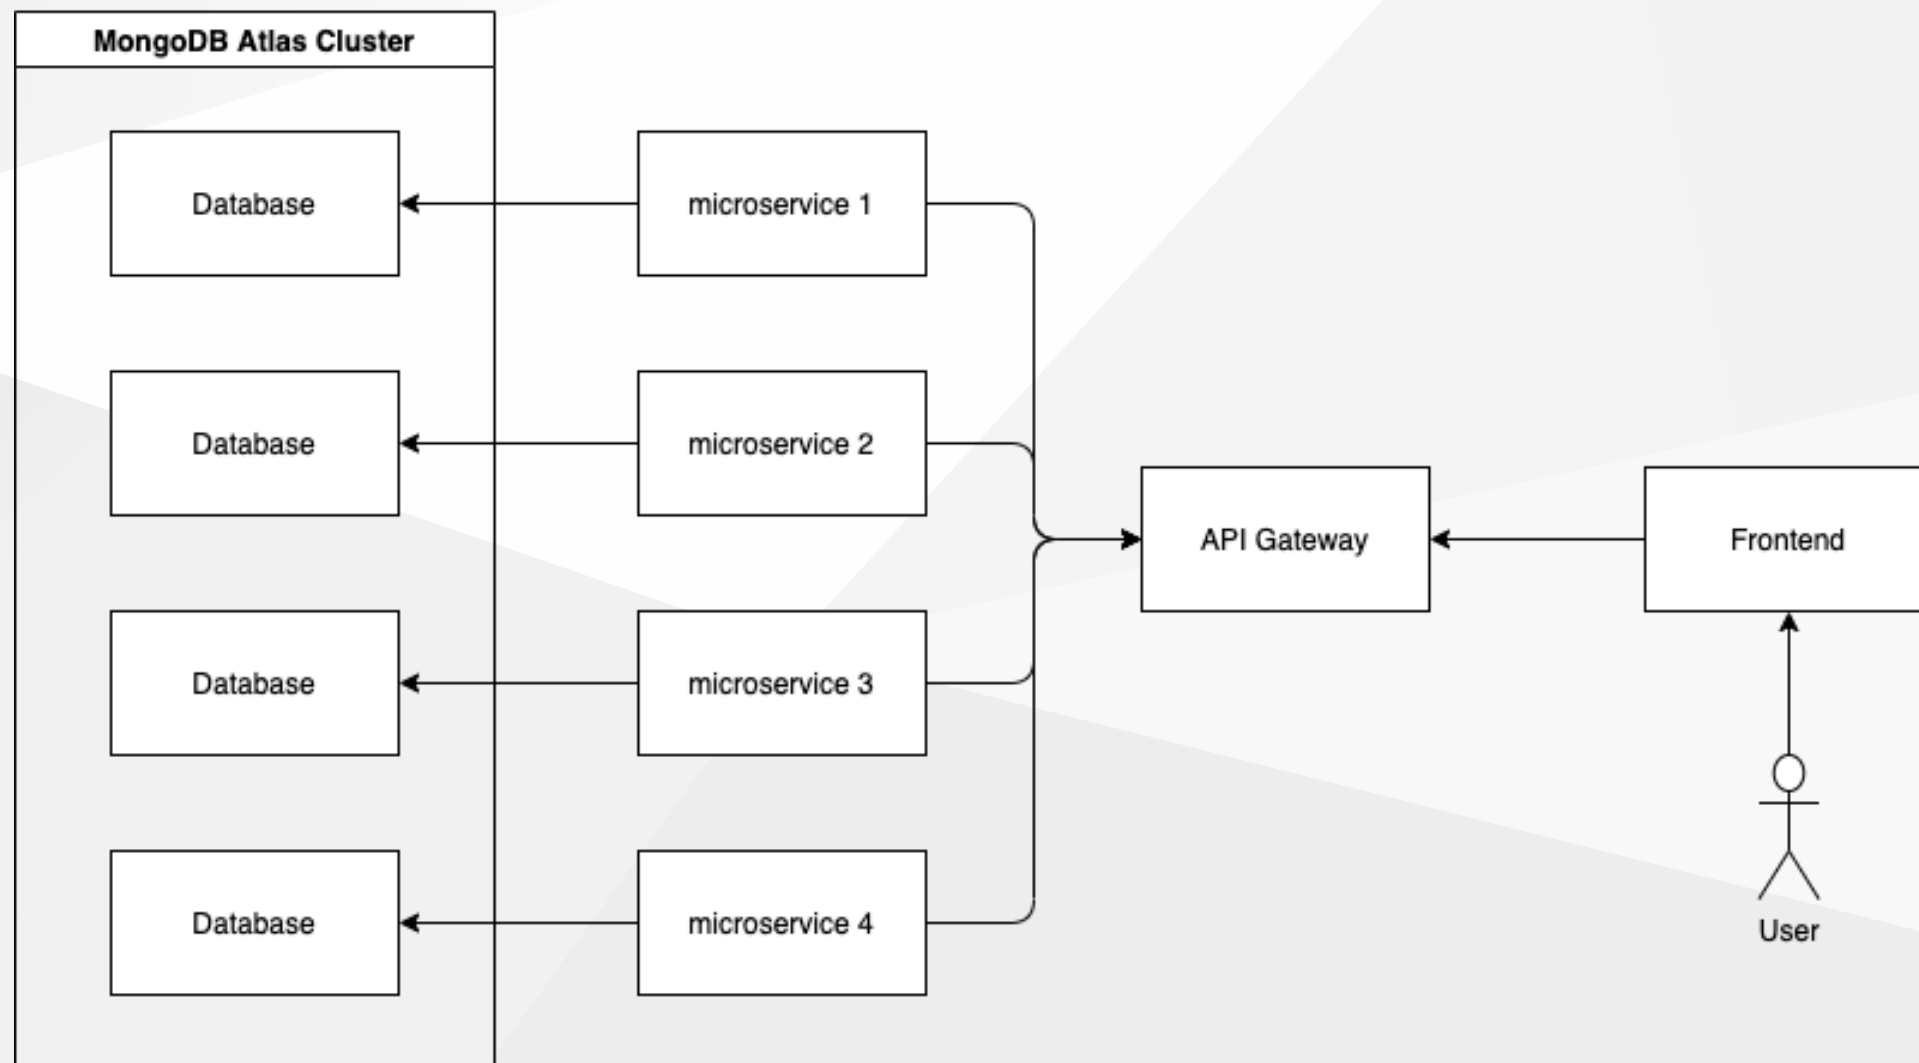 MongoDB Atlas Cluster
Database
microservice 1
Database
microservice 2
API Gateway
Frontend
Database
microservice 3
Database
microservice 4
User